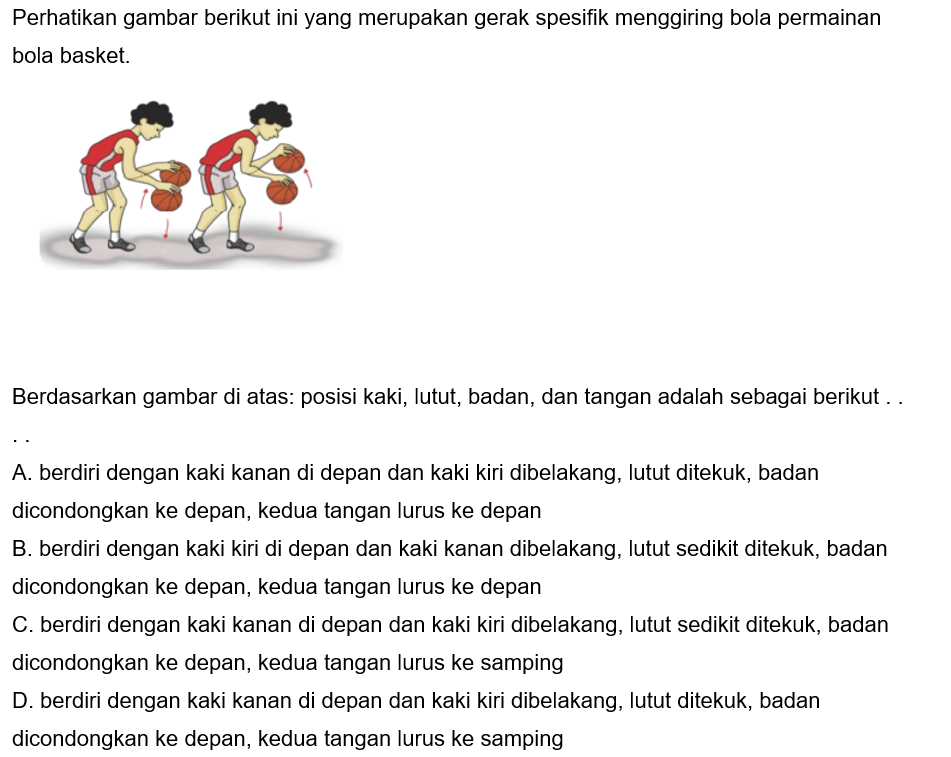 Perhatikan gambar berikut ini yang merupakan gerak spesifik menggiring bola permainan
bola basket.
Berdasarkan gambar di atas: posisi kaki, lutut, badan, dan tangan adalah sebagai berikut . .
. .
A. berdiri dengan kaki kanan di depan dan kaki kiri dibelakang, lutut ditekuk, badan
dicondongkan ke depan, kedua tangan lurus ke depan
B. berdiri dengan kaki kiri di depan dan kaki kanan dibelakang, lutut sedikit ditekuk, badan
dicondongkan ke depan, kedua tangan lurus ke depan
C. berdiri dengan kaki kanan di depan dan kaki kiri dibelakang, lutut sedikit ditekuk, badan
dicondongkan ke depan, kedua tangan lurus ke samping
D. berdiri dengan kaki kanan di depan dan kaki kiri dibelakang, lutut ditekuk, badan
dicondongkan ke depan, kedua tangan lurus ke samping